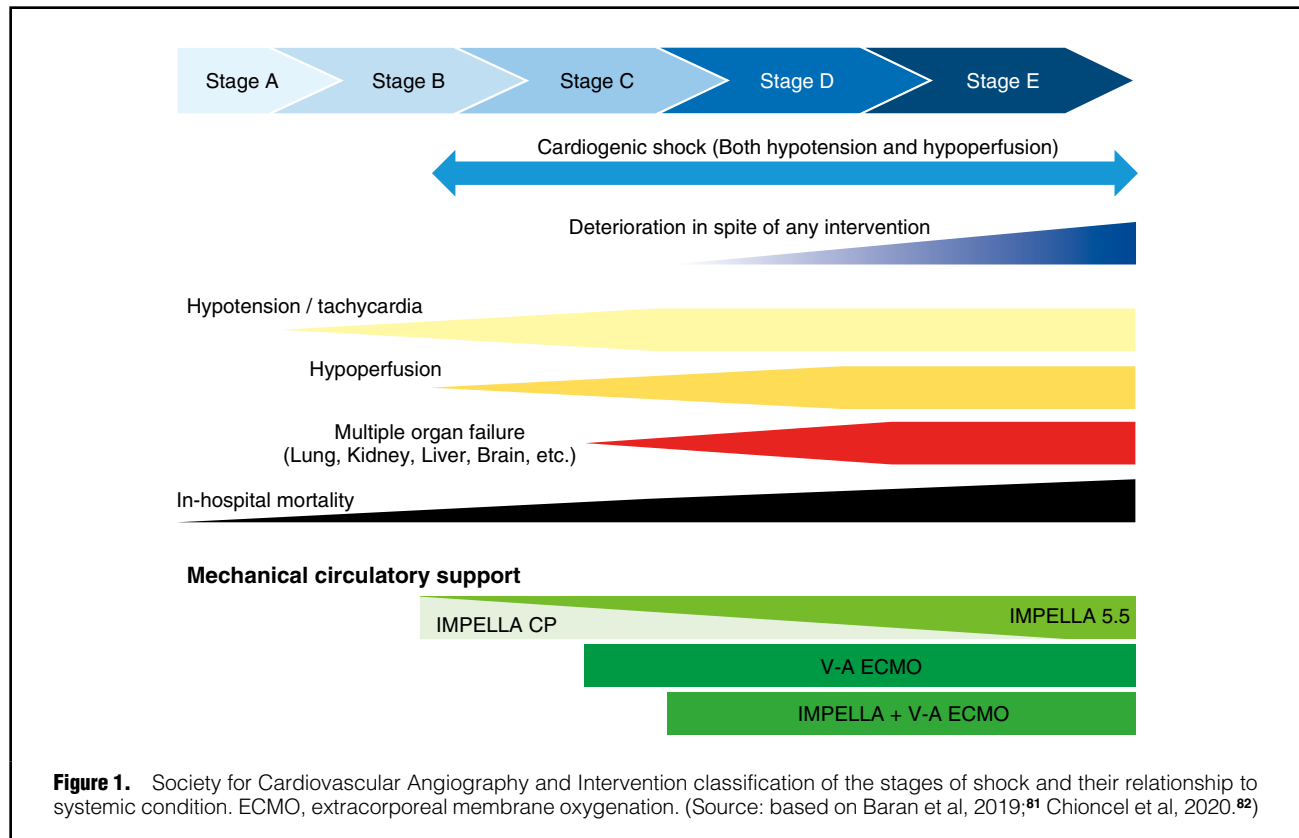 Stage A
Stage B
Stage C
Stage D
Stage E
Cardiogenic shock (Both hypotension and hypoperfusion)
Deterioration in spite of any intervention
Hypotension / tachycardia
Hypoperfusion
Multiple organ failure
(Lung, Kidney, Liver, Brain, etc.)
In-hospital mortality
Mechanical circulatory support
IMPELLA CP
IMPELLA 5.5
V-A ECMO
IMPELLA + V-A ECMO
Figure 1. Society for Cardiovascular Angiography and Intervention classification of the stages of shock and their relationship to
systemic condition. ECMO, extracorporeal membrane oxygenation. (Source: based on Baran et al, 2019;81 Chioncel et al, 2020.82)